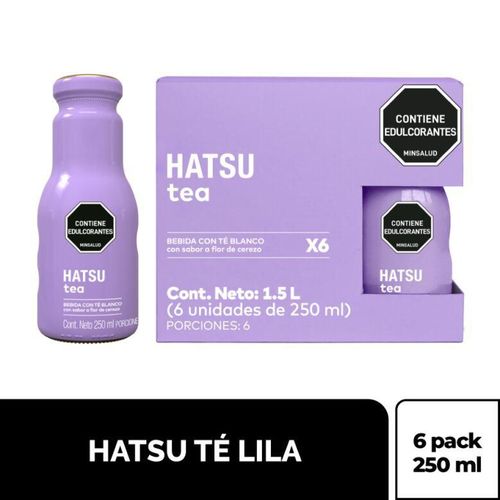 CONTIENE
EDULCORANTES
MINSALUD
HATSU
tea
BEBIDA CON TÉ BLANCO
con sabor a flor de cerezo
Cont. Neto 250 ml PORCIONE
HATSU
tea
BEBIDA CON TÉ BLANCO
con sabor a flor de cerezo
X6
Cont. Neto: 1.5 L
(6 unidades de 250 ml)
PORCIONES: 6
CONTIENE
EDULCORANTES
MINSALUD
CONTIENE
EDULCORANTES
MINSALUD
HATSU
tea
HATSU TÉ LILA
6 pack
250 ml